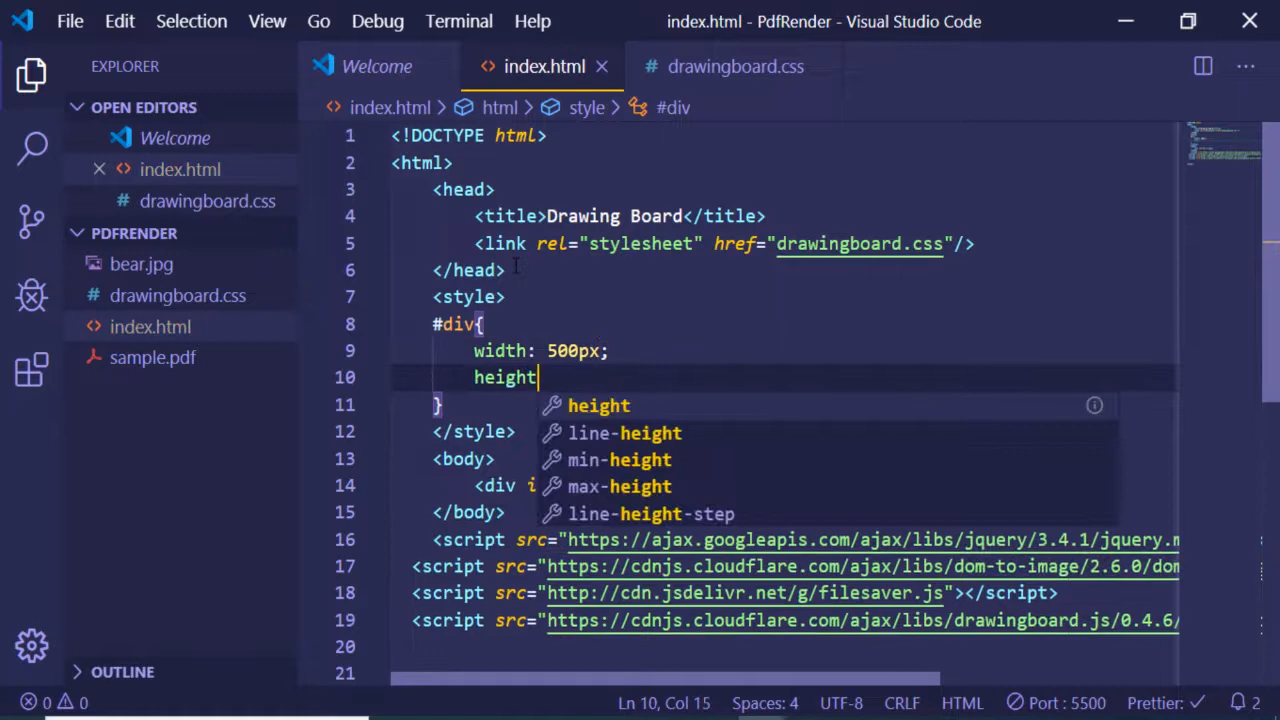 File Edit Selection View Go Debug Terminal Help index.html - PdfRender - Visual Studio Code
EXPLORER
OPEN EDITORS
Welcome
index.html
drawingboard.css
PDFRENDER
bear.jpg
drawingboard.css
index.html
sample.pdf
OUTLINE
Welcome index.html drawingboard.css
index.html > html > style > #div
1 <!DOCTYPE html>
2 <html>
3 <head>
4 <title>Drawing Board</title>
5 <link rel="stylesheet" href="drawingboard.css"/>
6 </head>
7 <style>
8 #div{
9 width: 500px;
10 height
11 }
12 </style>
13 <body>
14 <div i
15 </body>
16 <script src="https://ajax.googleapis.com/ajax/libs/jquery/3.4.1/jquery.m
17 <script src="https://cdnjs.cloudflare.com/ajax/libs/dom-to-image/2.6.0/dom
18 <script src="http://cdn.jsdelivr.net/g/filesaver.js"></script>
19 <script src="https://cdnjs.cloudflare.com/ajax/libs/drawingboard.js/0.4.6/
20
21
height
line-height
min-height
max-height
line-height-step
0 0 Ln 10, Col 15 Spaces: 4 UTF-8 CRLF HTML Port : 5500 Prettier: ✓ 2